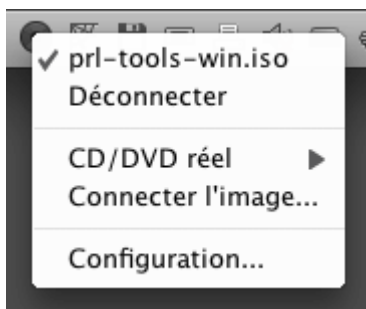 prl-tools-win.iso
Déconnecter
CD/DVD réel
Connecter l'image...
Configuration...